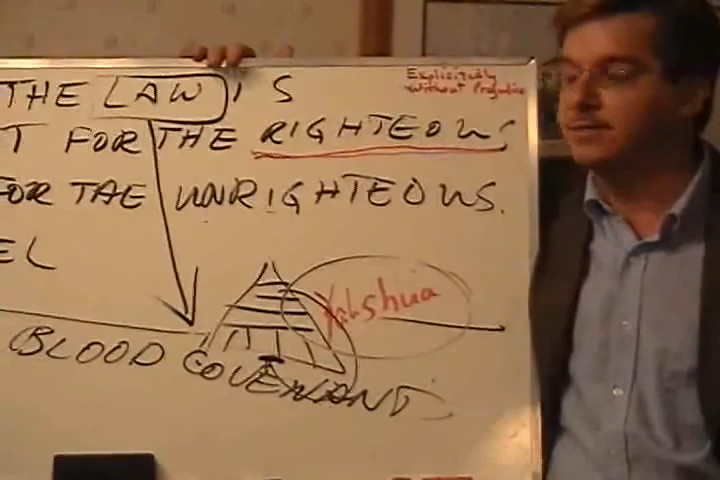 Explicitly
Without Prejudice
THE LAW IS
T FOR THE RIGHTEOUS
FOR THE UNRIGHTEOUS.
EL
Yahshua
BLOOD COVENANT